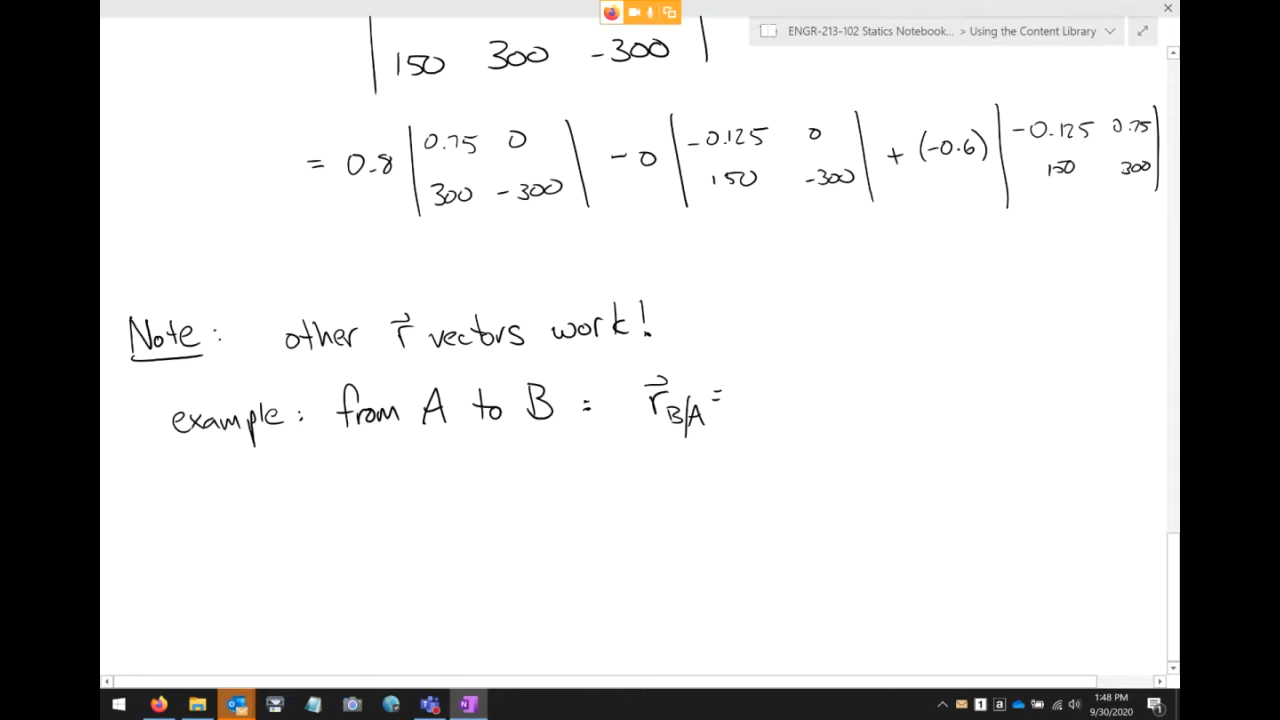 ENGR-213-102 Statics Notebook... > Using the Content Library
150 300 -300
= 0.8 | 0.75 0 | - 0 | -0.125 0 | + (-0.6) | -0.125 0.75 |
| 300 -300 | | 150 -300 | | 150 300 |
Note: other r⃗ vectors work!
example: from A to B = r⃗B/A =
1:48 PM
9/30/2020